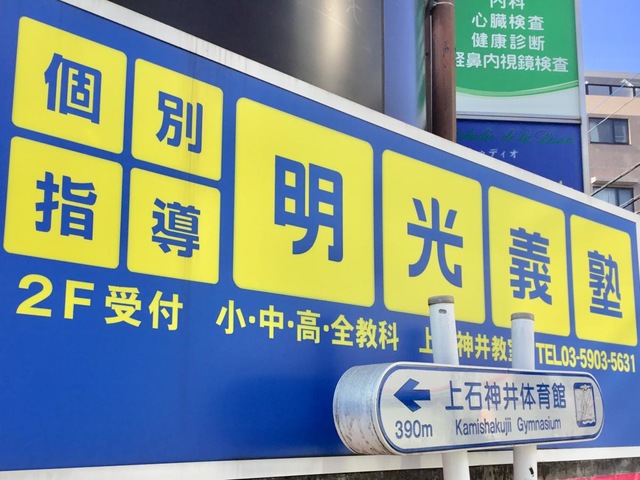 内科
心臓検査
健康診断
経鼻内視鏡検査
個別
指導
明光義塾
2F受付 小・中・高・全教科 上石神井教室 TEL03-5903-5631
上石神井体育館
390m Kamishakujii Gymnasium